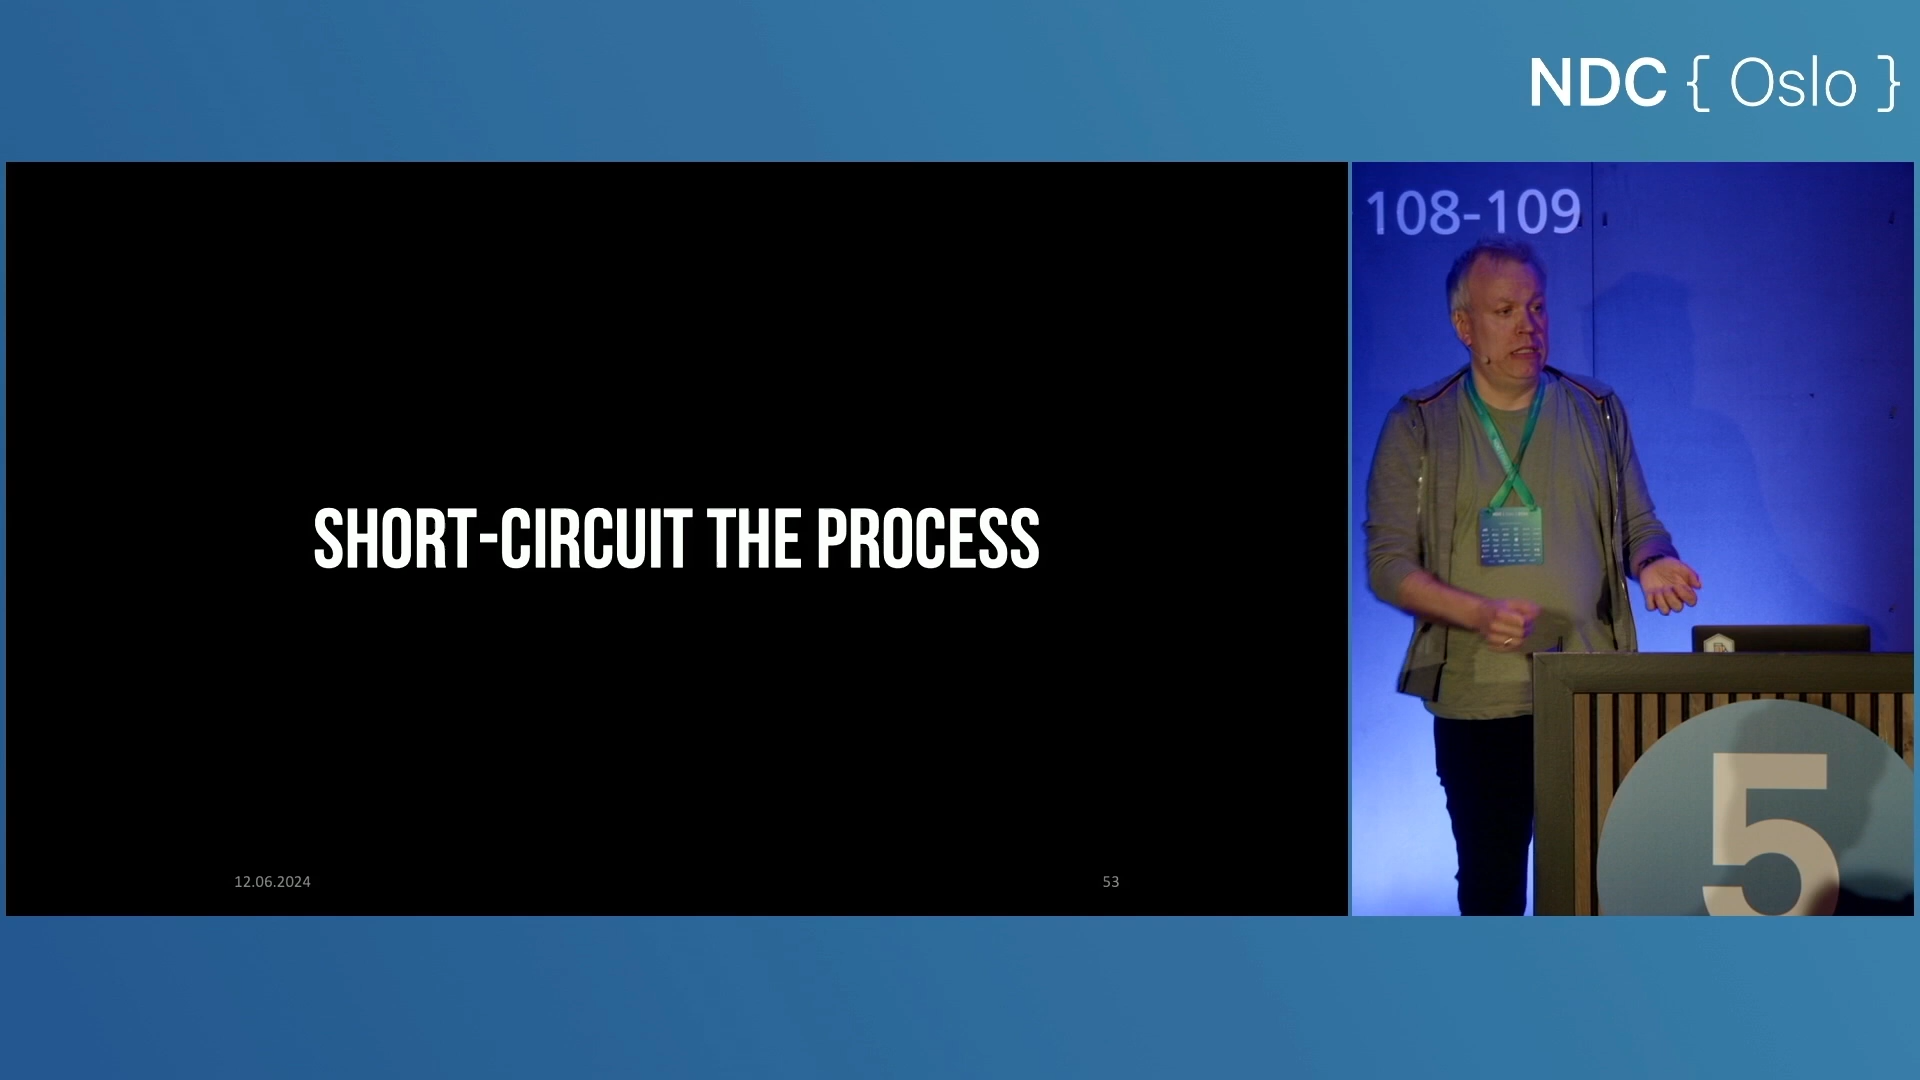 NDC { Oslo }
SHORT-CIRCUIT THE PROCESS
12.06.2024
53
108-109
5